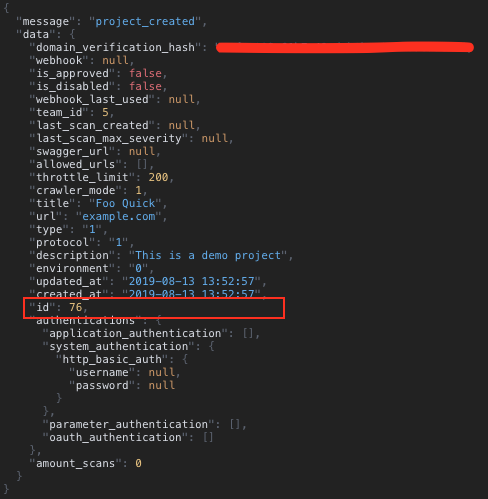 {
"message": "project_created",
"data": {
"domain_verification_hash": "
"webhook": null,
"is_approved": false,
"is_disabled": false,
"webhook_last_used": null,
"team_id": 5,
"last_scan_created": null,
"last_scan_max_severity": null,
"swagger_url": null,
"allowed_urls": [],
"throttle_limit": 200,
"crawler_mode": 1,
"title": "Foo Quick",
"url": "example.com",
"type": "1",
"protocol": "1",
"description": "This is a demo project",
"environment": "0",
"updated_at": "2019-08-13 13:52:57",
"created_at": "2019-08-13 13:52:57",
"id": 76,
"authentications": {
"application_authentication": [],
"system_authentication": {
"http_basic_auth": {
"username": null,
"password": null
}
},
"parameter_authentication": [],
"oauth_authentication": []
},
"amount_scans": 0
}
}